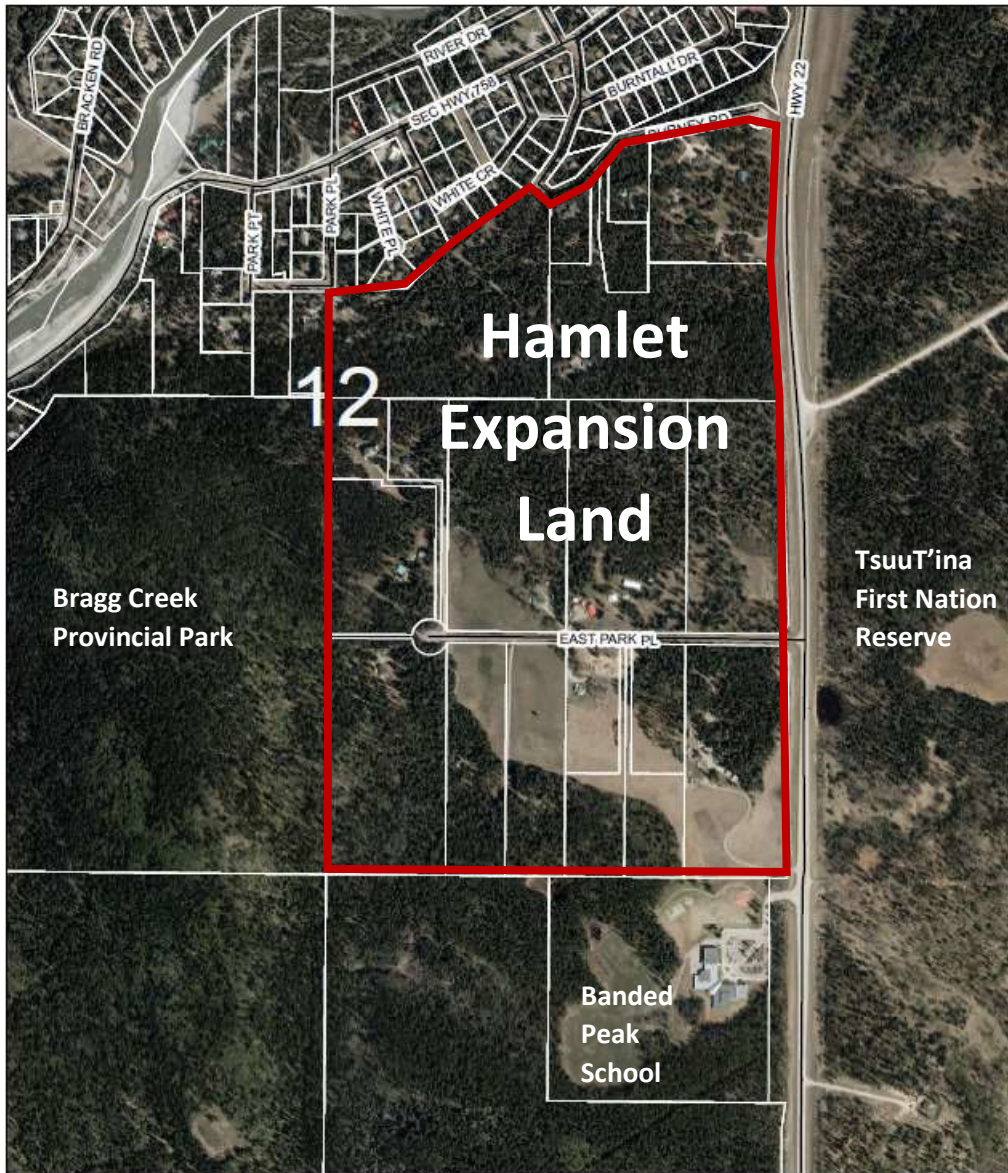 BRACKEN RD
RIVER DR
SEC HWY 758
BURNTALL DR
HWY 22
BURNEY RD
WHITE CR
WHITE PL
PARK PL
PARK PT
12
Hamlet
Expansion
Land
Bragg Creek
Provincial Park
TsuuT'ina
First Nation
Reserve
EAST PARK PL
Banded
Peak
School